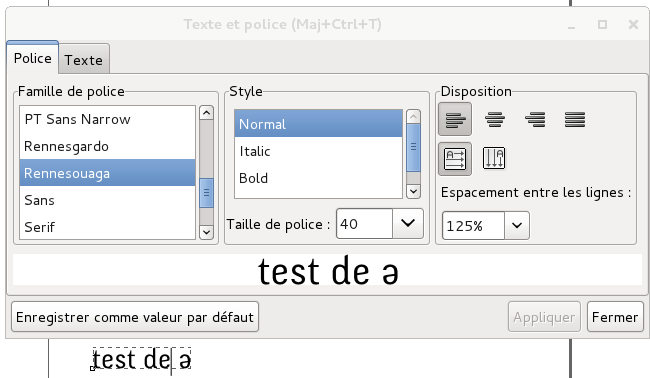 Texte et police (Maj+Ctrl+T)
Police
Texte
Famille de police
PT Sans Narrow
Rennesgardo
Rennesouaga
Sans
Serif
Style
Normal
Italic
Bold
Taille de police : 40
Disposition
Espacement entre les lignes :
125%
test de ə
Enregistrer comme valeur par défaut
Appliquer
Fermer
test de ə